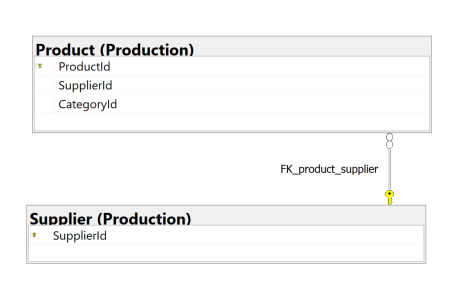 Product (Production)
ProductId
SupplierId
CategoryId
FK_product_supplier
Supplier (Production)
SupplierId